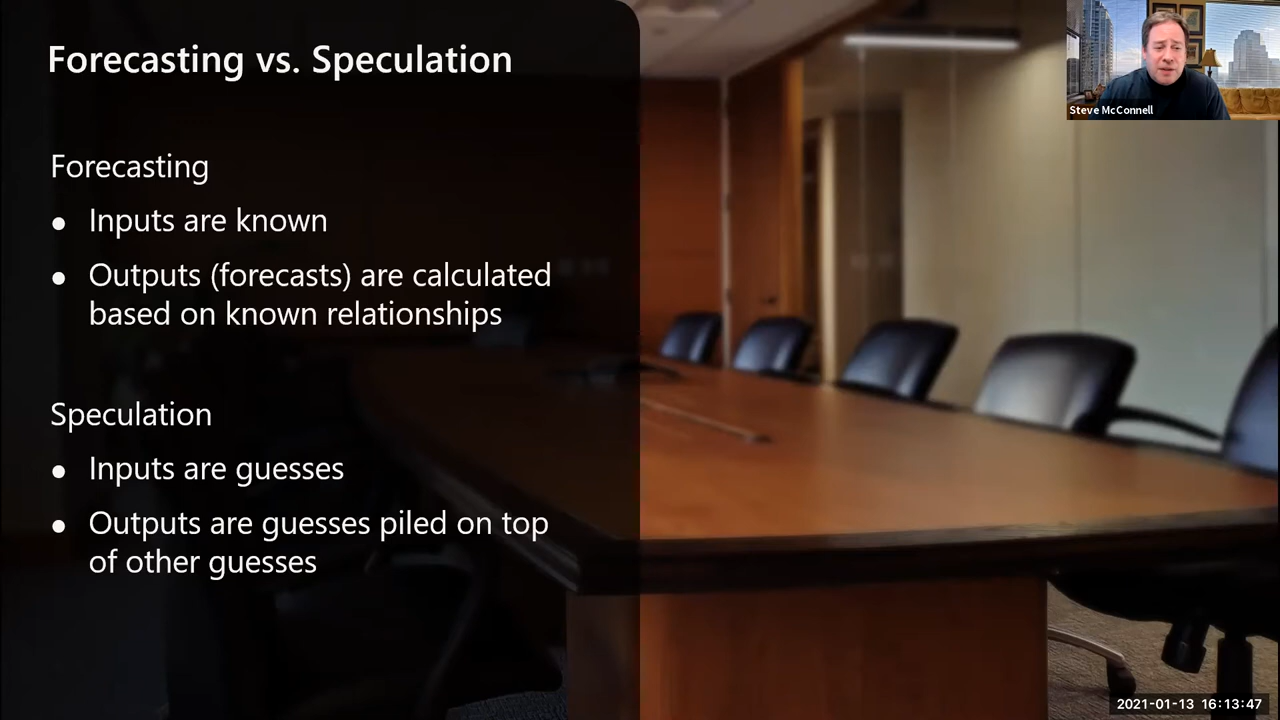 Forecasting vs. Speculation
Steve McConnell
Forecasting
● Inputs are known
● Outputs (forecasts) are calculated
based on known relationships
Speculation
● Inputs are guesses
● Outputs are guesses piled on top
of other guesses
2021-01-13 16:13:47